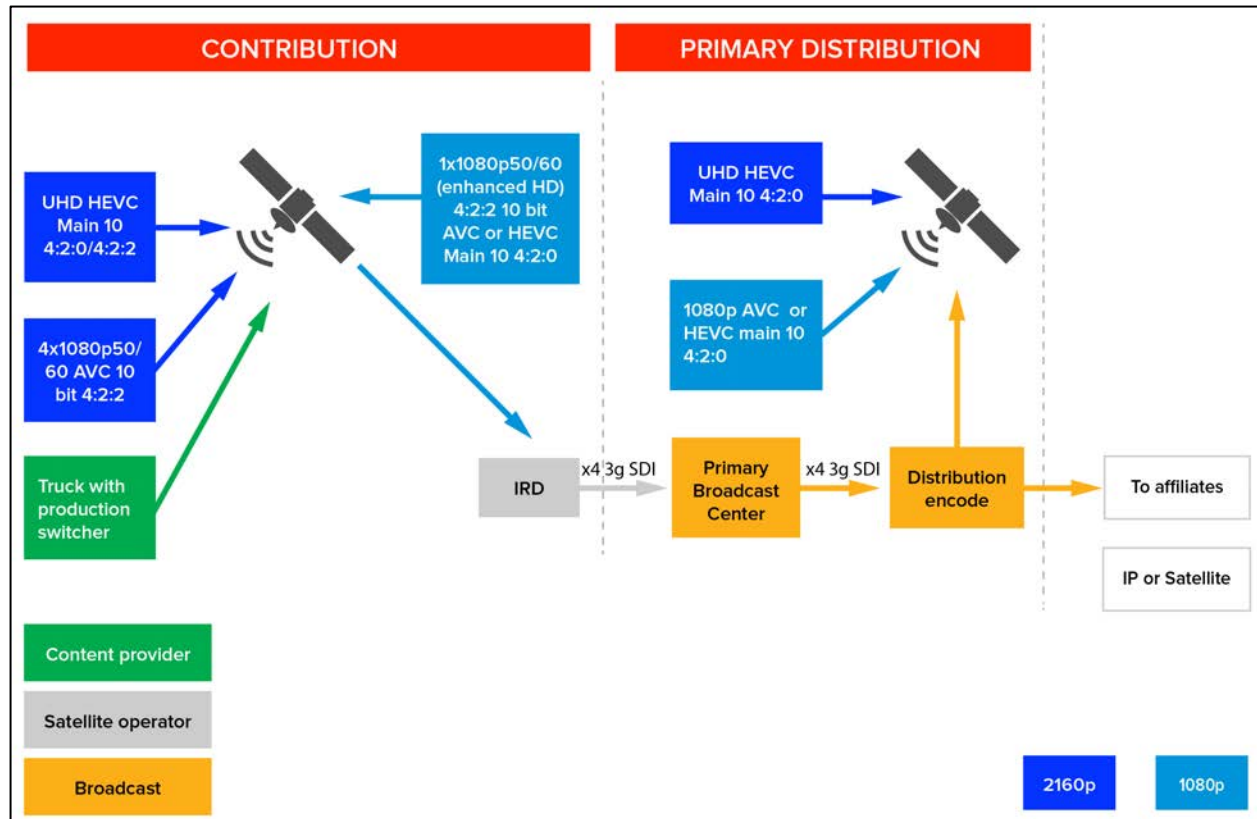 CONTRIBUTION
PRIMARY DISTRIBUTION
UHD HEVC
Main 10
4:2:0/4:2:2
1x1080p50/60
(enhanced HD)
4:2:2 10 bit
AVC or HEVC
Main 10 4:2:0
UHD HEVC
Main 10 4:2:0
4x1080p50/
60 AVC 10
bit 4:2:2
1080p AVC or
HEVC main 10
4:2:0
Truck with
production
switcher
IRD
x4 3g SDI
Primary
Broadcast
Center
x4 3g SDI
Distribution
encode
To affiliates
IP or Satellite
Content provider
Satellite operator
Broadcast
2160p
1080p